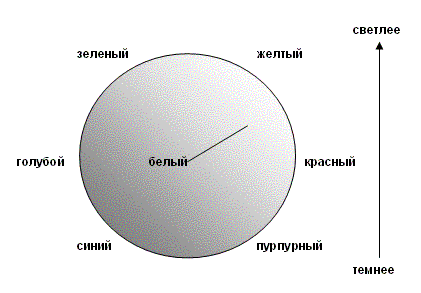 светлее
зеленый
желтый
голубой
белый
красный
синий
пурпурный
темнее